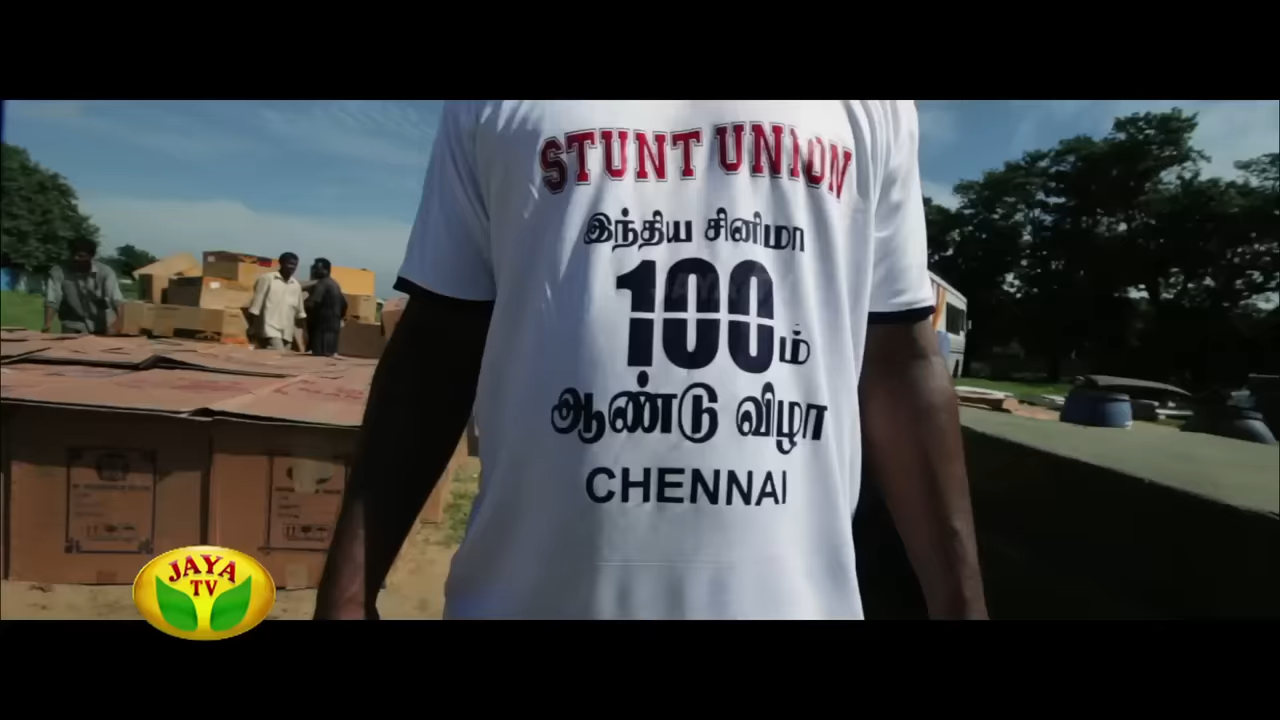 STUNT UNION
இந்திய சினிமா
100ம்
ஆண்டு விழா
CHENNAI
JAYA
TV